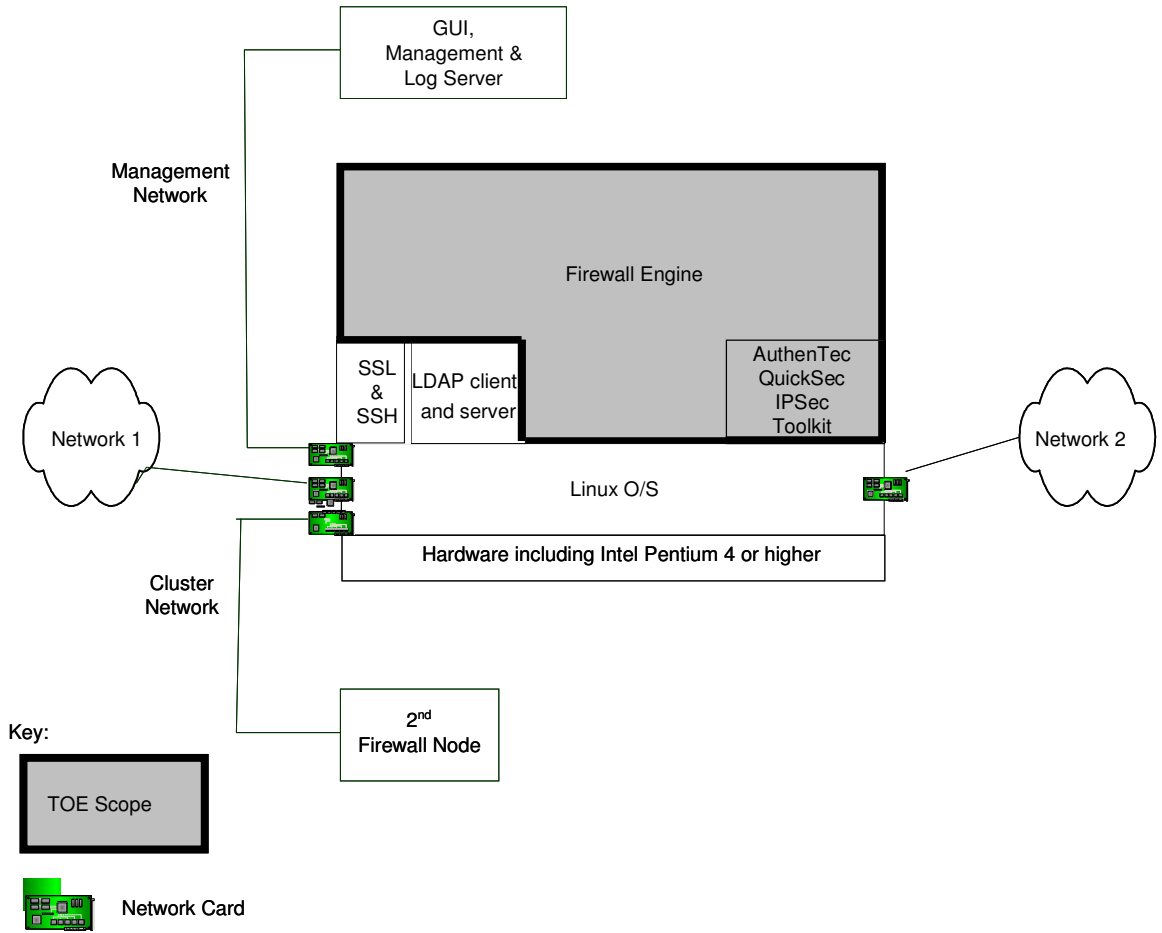 GUI,
Management &
Log Server
Management
Network
Firewall Engine
SSL
&
SSH
LDAP client
and server
AuthenTec
QuickSec
IPSec
Toolkit
Network 1
Network 2
Linux O/S
Hardware including Intel Pentium 4 or higher
Cluster
Network
2nd
Firewall Node
Key:
TOE Scope
Network Card